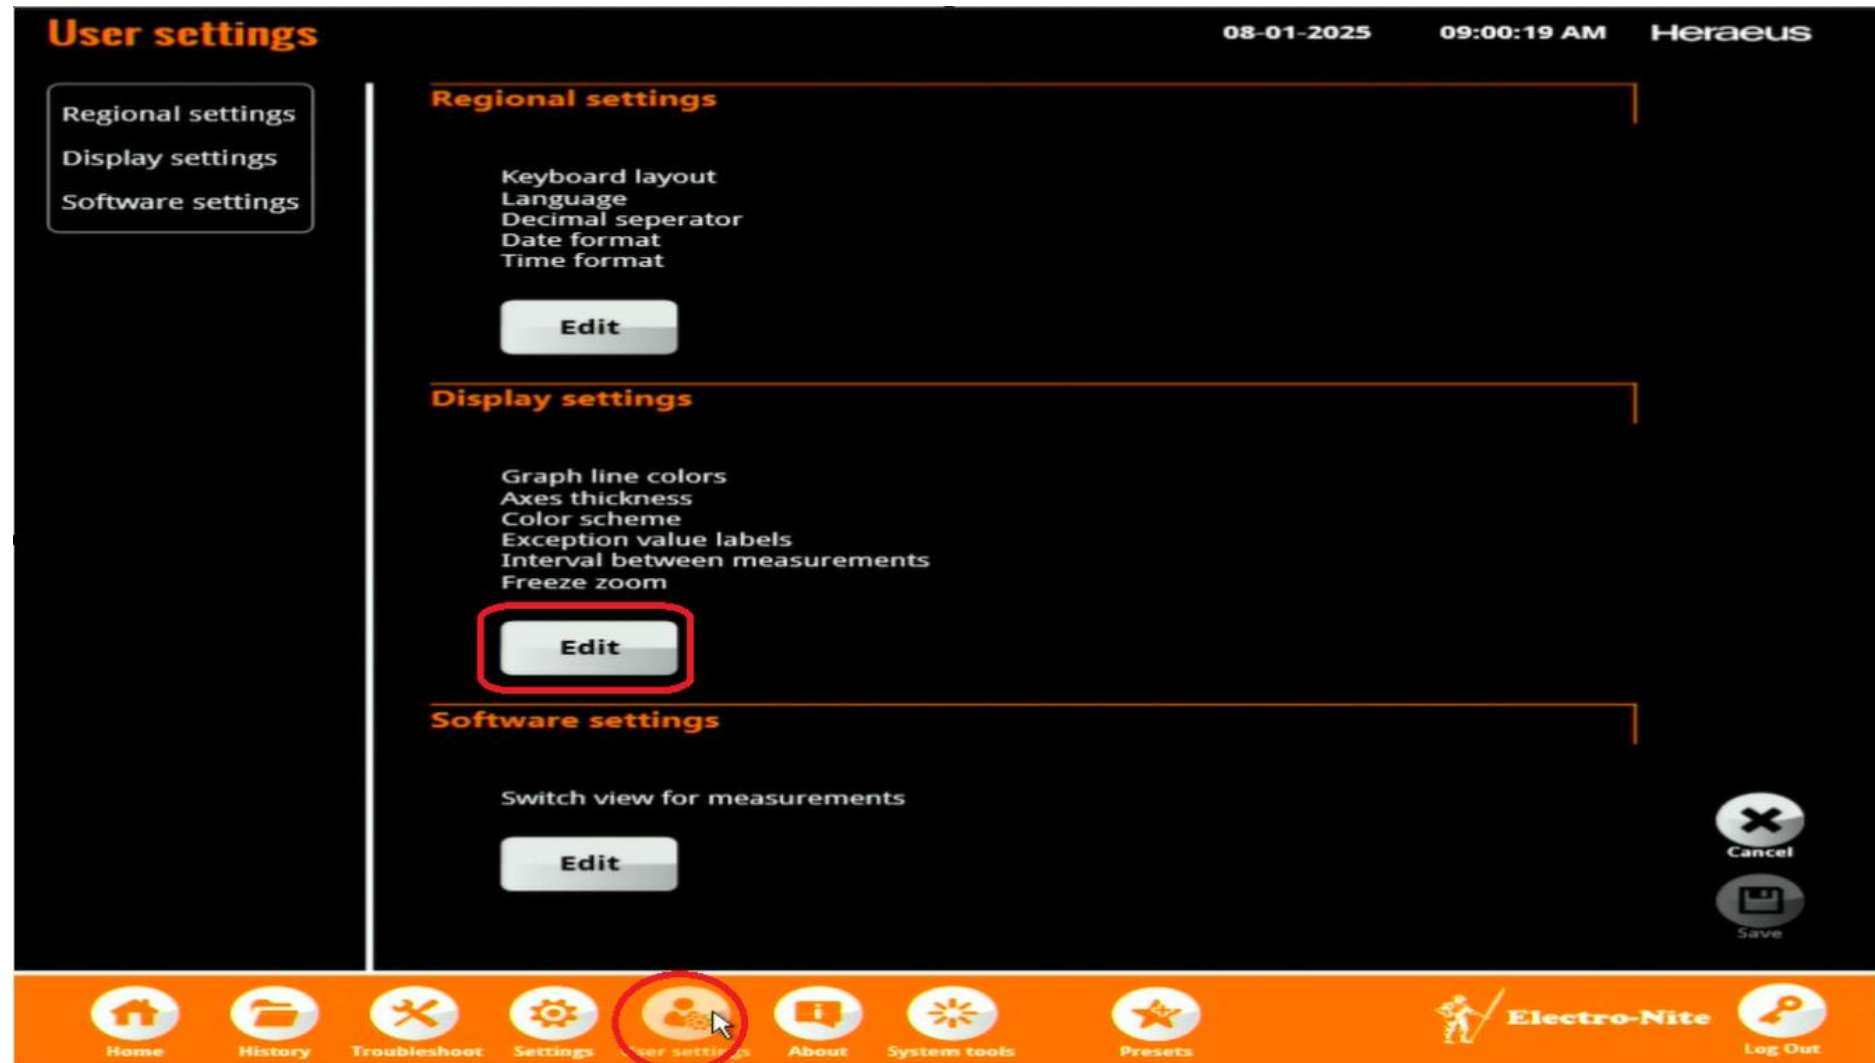 User settings
08-01-2025 09:00:19 AM Heraeus
Regional settings
Display settings
Software settings
Regional settings
Keyboard layout
Language
Decimal seperator
Date format
Time format
Edit
Display settings
Graph line colors
Axes thickness
Color scheme
Exception value labels
Interval between measurements
Freeze zoom
Edit
Software settings
Switch view for measurements
Edit
Cancel
Save
Home History Troubleshoot Settings User settings About System tools Presets Electro-Nite Log Out